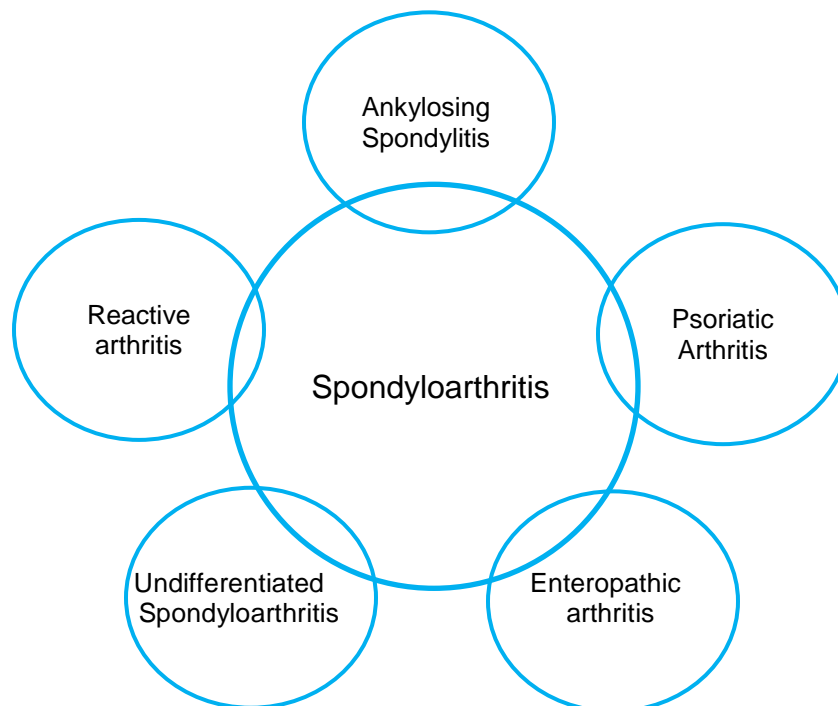 Ankylosing
Spondylitis
Reactive
arthritis
Psoriatic
Arthritis
Spondyloarthritis
Undifferentiated
Spondyloarthritis
Enteropathic
arthritis